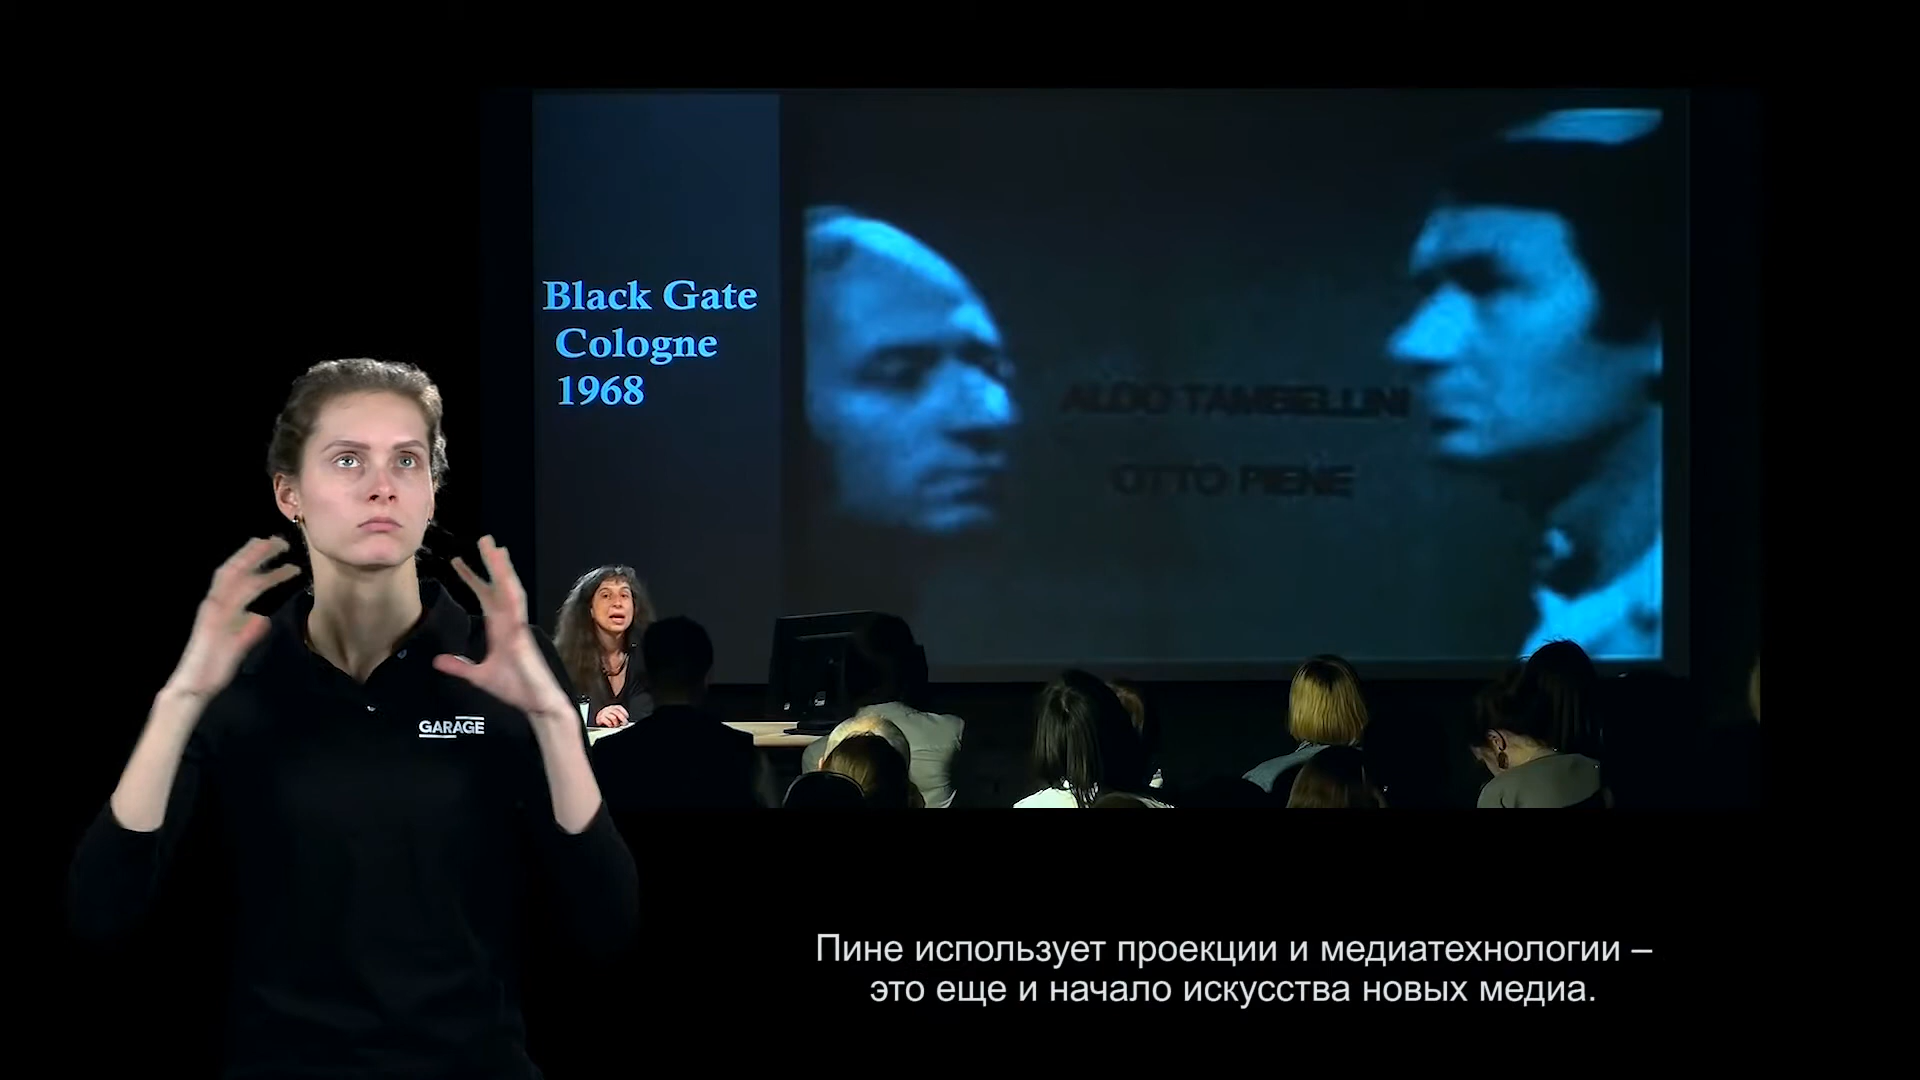 Black Gate
Cologne
1968
ALDO TAMBELLINI
OTTO PIENE
GARAGE
Пине использует проекции и медиатехнологии –
это еще и начало искусства новых медиа.